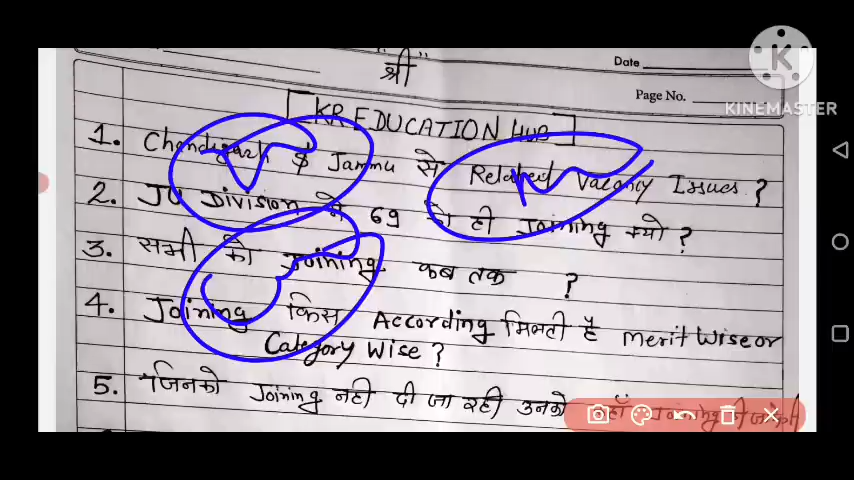 श्री
Date
Page No.
KINEMASTER
[KR EDUCATION HUB]
1. Chandigarh & Jammu से Related Vacancy Issues ?
2. JU Division में 69 को ही Joining क्यो ?
3. सभी को Joining कब तक ?
4. Joining किस According मिलती है merit Wise or
Category Wise ?
5. जिनको Joining नही दी जा रही उनको